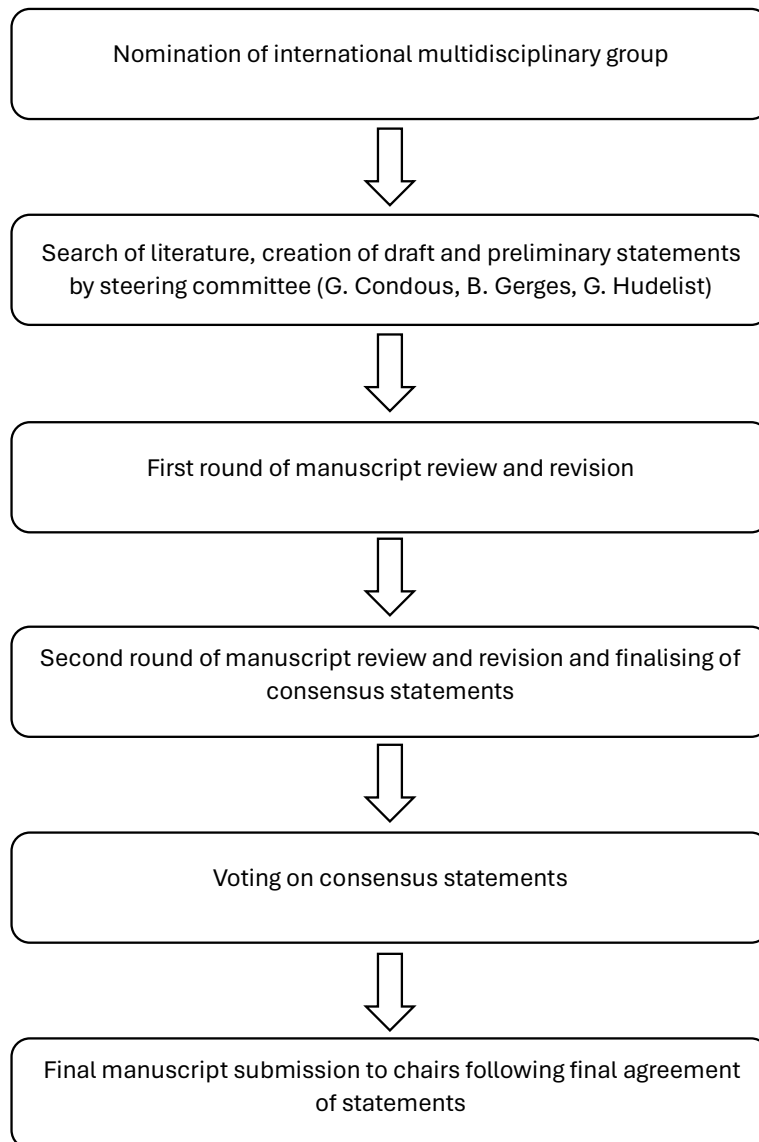 Nomination of international multidisciplinary group
Search of literature, creation of draft and preliminary statements
by steering committee (G. Condous, B. Gerges, G. Hudelist)
First round of manuscript review and revision
Second round of manuscript review and revision and finalising of
consensus statements
Voting on consensus statements
Final manuscript submission to chairs following final agreement
of statements